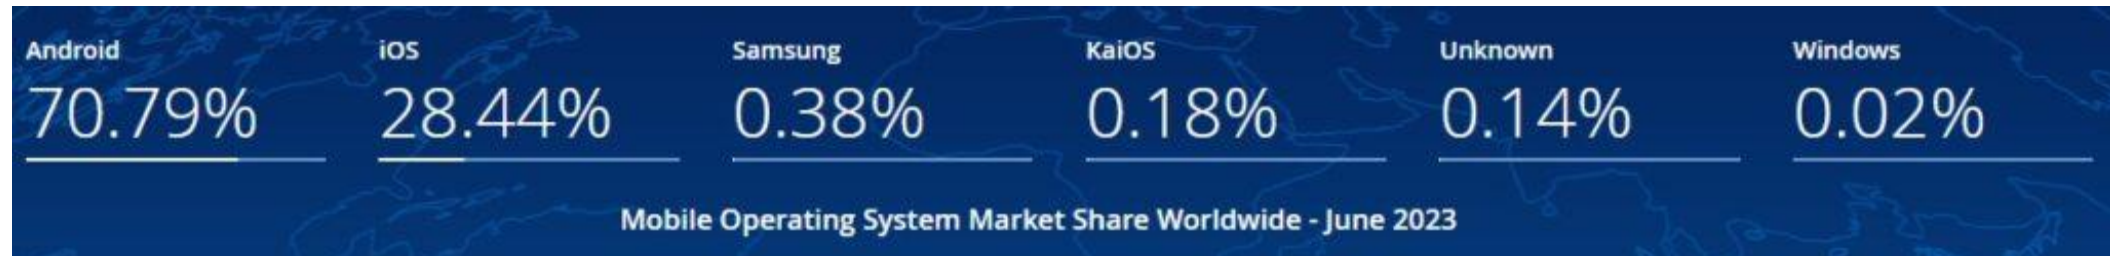 Android iOS Samsung KaiOS Unknown Windows
70.79% 28.44% 0.38% 0.18% 0.14% 0.02%
Mobile Operating System Market Share Worldwide - June 2023